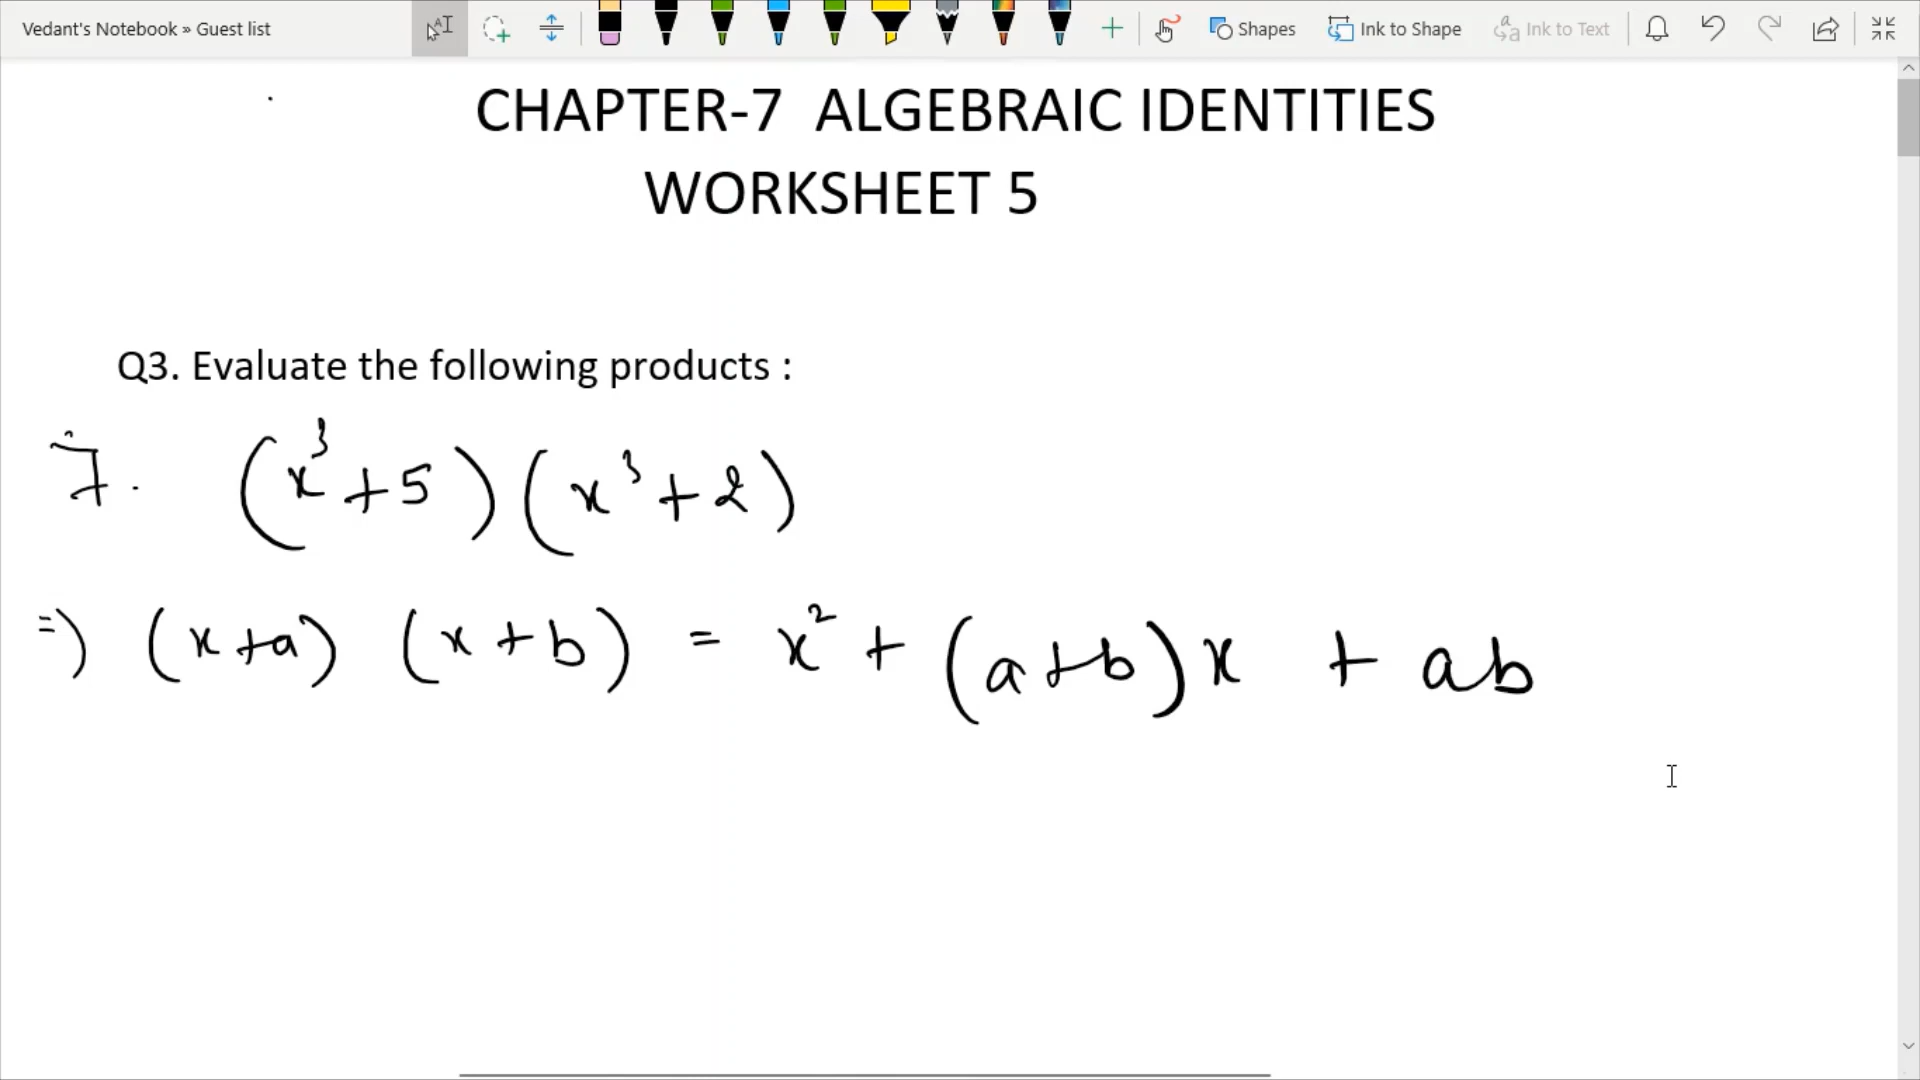 Vedant's Notebook » Guest list
Shapes
Ink to Shape
Ink to Text
CHAPTER-7 ALGEBRAIC IDENTITIES
WORKSHEET 5
Q3. Evaluate the following products :
7. (x³+5)(x³+2)
=) (x+a) (x+b) = x² + (a+b)x + ab